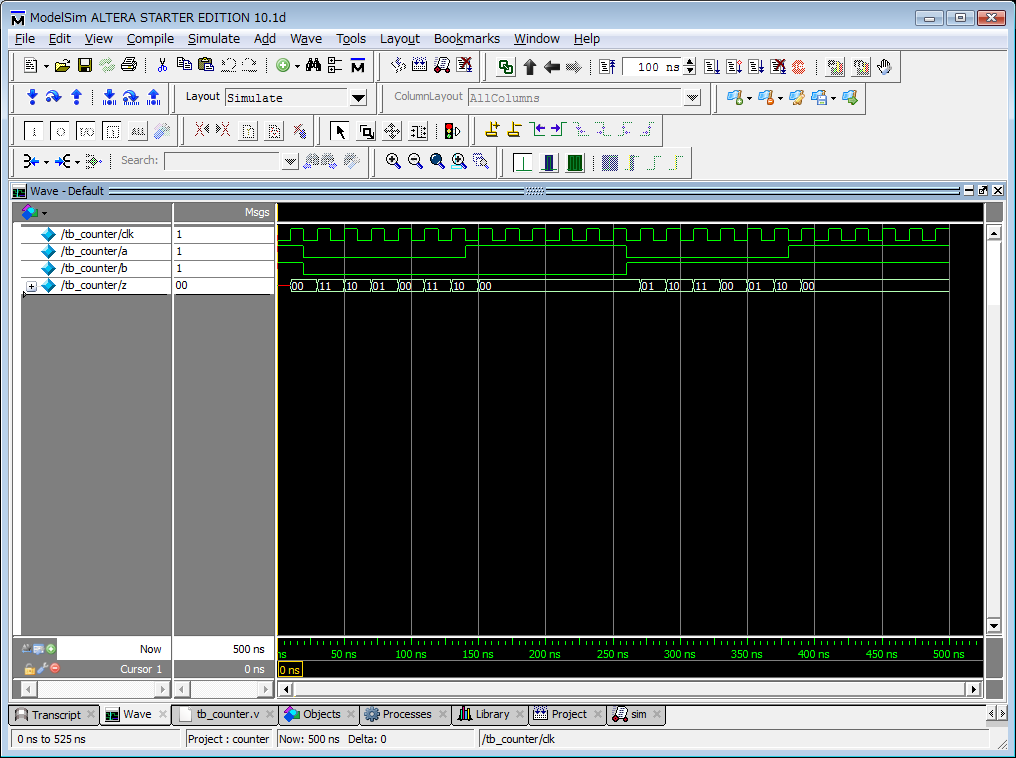 ModelSim ALTERA STARTER EDITION 10.1d
File Edit View Compile Simulate Add Wave Tools Layout Bookmarks Window Help
100 ns
Layout Simulate ColumnLayout AllColumns
ALL
Search:
Wave - Default
Msgs
/tb_counter/clk 1
/tb_counter/a 1
/tb_counter/b 1
/tb_counter/z 00 00 11 10 01 00 11 10 00 01 10 11 00 01 10 00
Now 500 ns ns 50 ns 100 ns 150 ns 200 ns 250 ns 300 ns 350 ns 400 ns 450 ns 500 ns
Cursor 1 0 ns 0 ns
Transcript Wave tb_counter.v Objects Processes Library Project sim
0 ns to 525 ns Project : counter Now: 500 ns Delta: 0 /tb_counter/clk